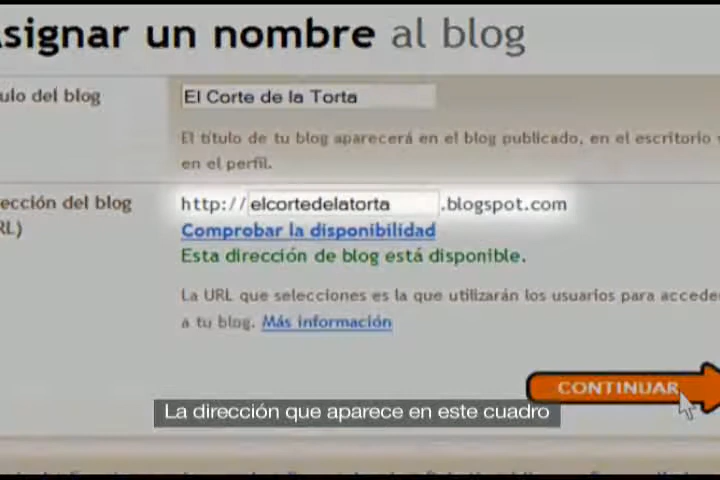 signar un nombre al blog
ulo del blog
El Corte de la Torta
El título de tu blog aparecerá en el blog publicado, en el escritorio
en el perfil.
ección del blog
RL)
http:// elcortedelatorta .blogspot.com
Comprobar la disponibilidad
Esta dirección de blog está disponible.
La URL que selecciones es la que utilizarán los usuarios para accede
a tu blog. Más información
CONTINUAR
La dirección que aparece en este cuadro